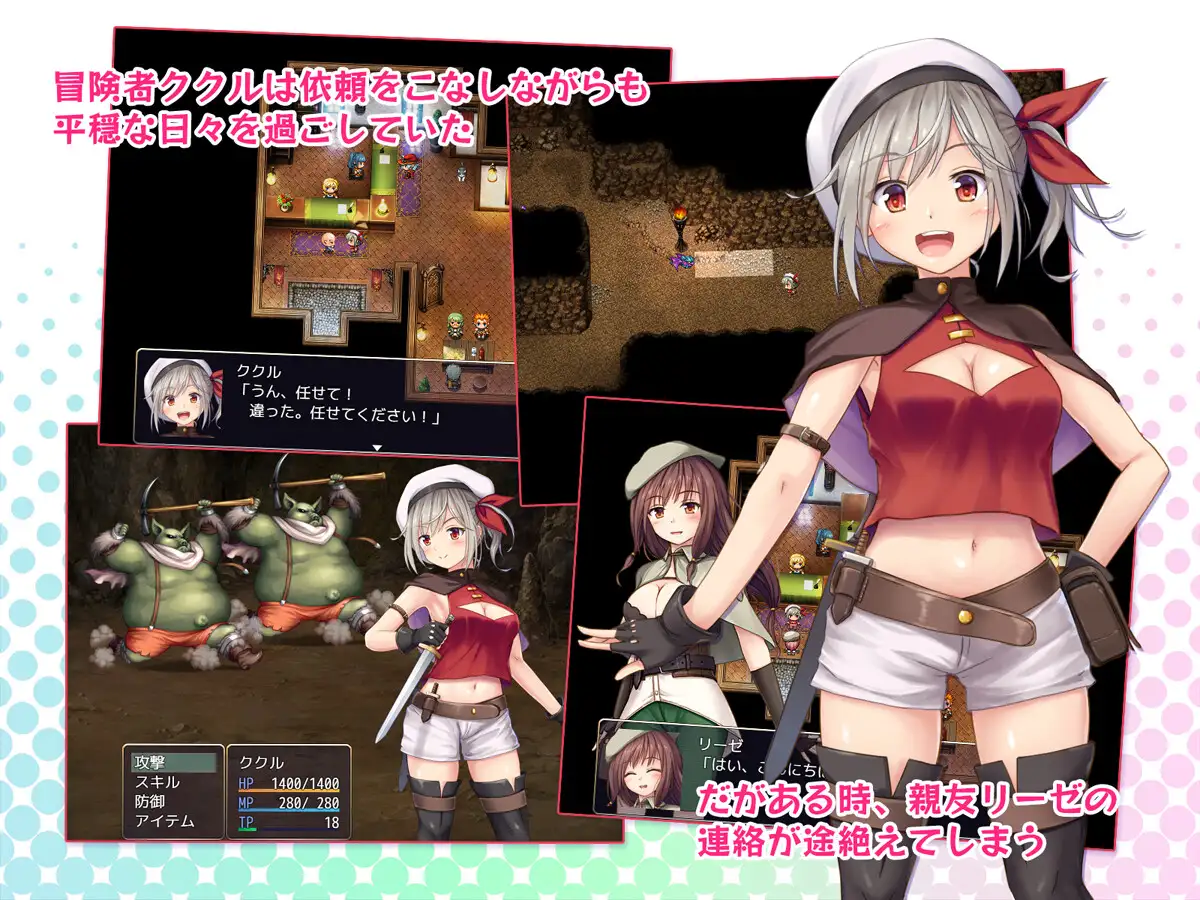 冒険者ククルは依頼をこなしながらも
平穏な日々を過ごしていた
ククル
「うん、任せて！
違った。任せてください！」
攻撃
スキル
防御
アイテム
ククル
HP 1400/1400
MP 280/ 280
TP 18
リーゼ
「はい、こんにちは
だがある時、親友リーゼの
連絡が途絶えてしまう